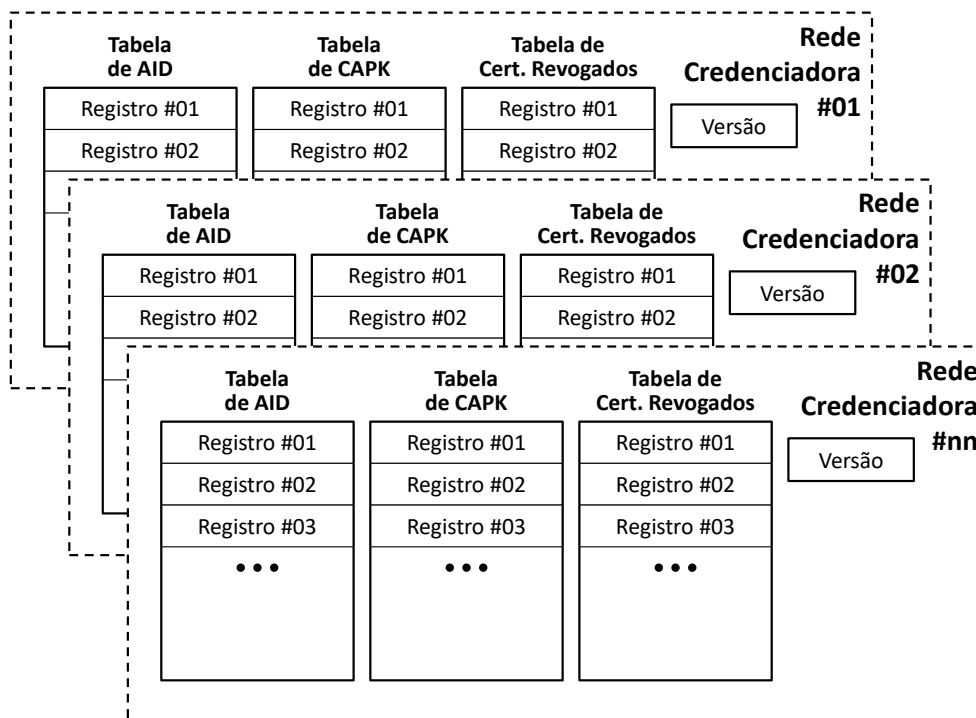 Tabela
de AID
Tabela
de CAPK
Tabela de
Cert. Revogados
Rede
Credenciadora
#01
Registro #01
Registro #01
Registro #01
Versão
Registro #02
Registro #02
Registro #02
Tabela
de AID
Tabela
de CAPK
Tabela de
Cert. Revogados
Rede
Credenciadora
#02
Registro #01
Registro #01
Registro #01
Versão
Registro #02
Registro #02
Registro #02
Tabela
de AID
Tabela
de CAPK
Tabela de
Cert. Revogados
Rede
Credenciadora
#nn
Registro #01
Registro #01
Registro #01
Versão
Registro #02
Registro #02
Registro #02
Registro #03
Registro #03
Registro #03
•••
•••
•••